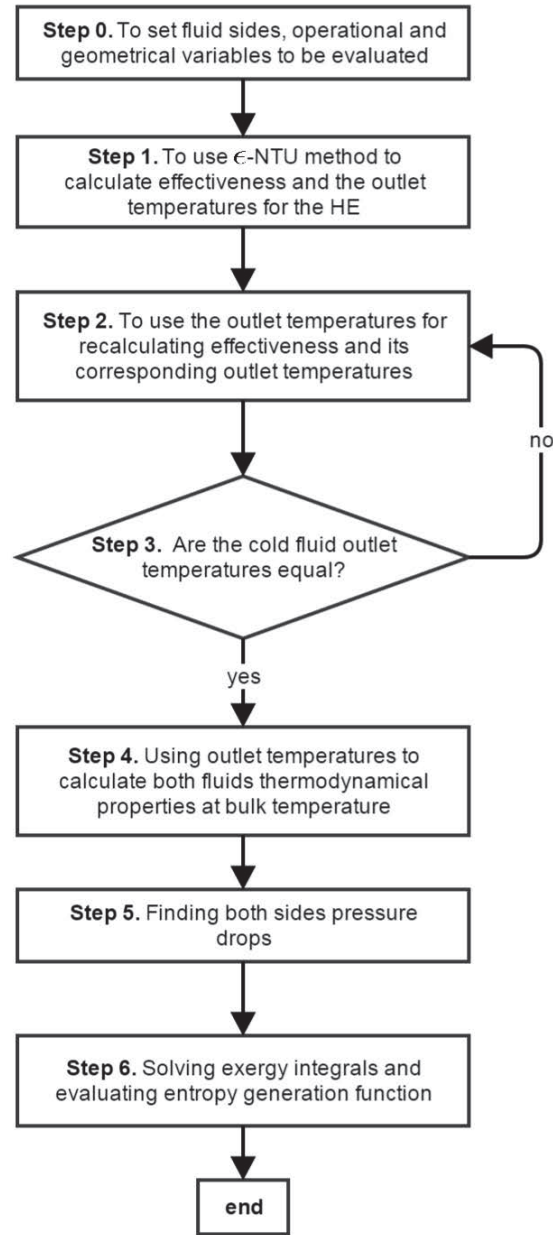 Step 0. To set fluid sides, operational and
geometrical variables to be evaluated
Step 1. To use ϵ-NTU method to
calculate effectiveness and the outlet
temperatures for the HE
Step 2. To use the outlet temperatures for
recalculating effectiveness and its
corresponding outlet temperatures
no
Step 3. Are the cold fluid outlet
temperatures equal?
yes
Step 4. Using outlet temperatures to
calculate both fluids thermodynamical
properties at bulk temperature
Step 5. Finding both sides pressure
drops
Step 6. Solving exergy integrals and
evaluating entropy generation function
end